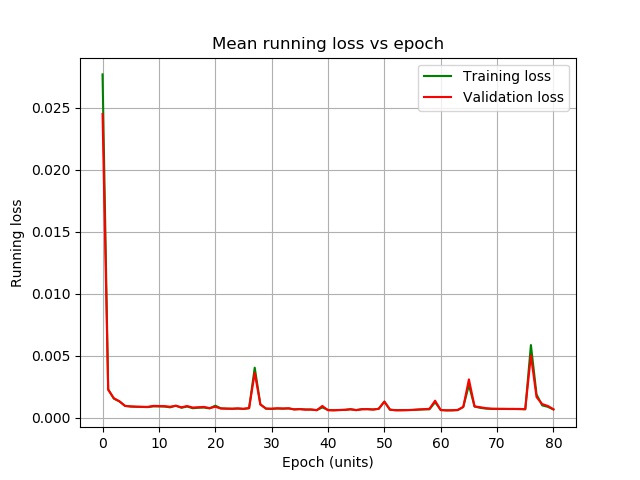 Mean running loss vs epoch
Training loss
Validation loss
Running loss
0.025
0.020
0.015
0.010
0.005
0.000
0 10 20 30 40 50 60 70 80
Epoch (units)